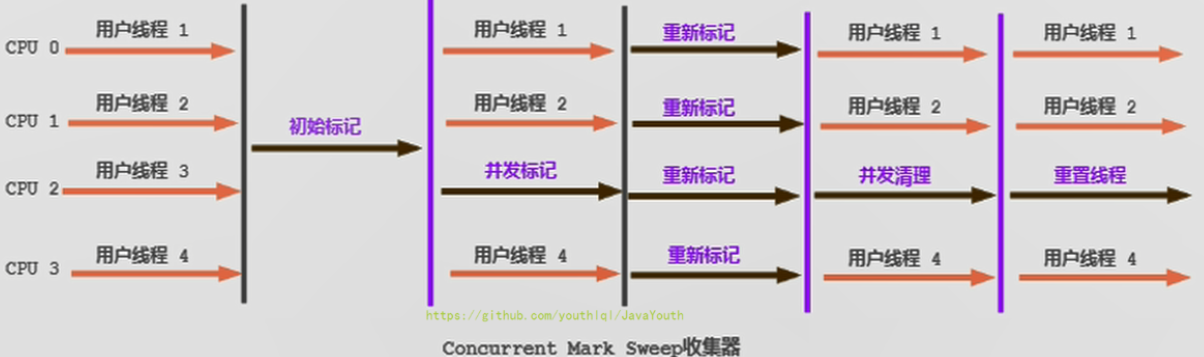 CPU 0 用户线程 1 用户线程 1 重新标记 用户线程 1 用户线程 1
CPU 1 用户线程 2 用户线程 2 重新标记 用户线程 2 用户线程 2
初始标记
CPU 2 用户线程 3 并发标记 重新标记 并发清理 重置线程
CPU 3 用户线程 4 用户线程 4 重新标记 用户线程 4 用户线程 4
https://github.com/youthlql/JavaYouth
Concurrent Mark Sweep收集器